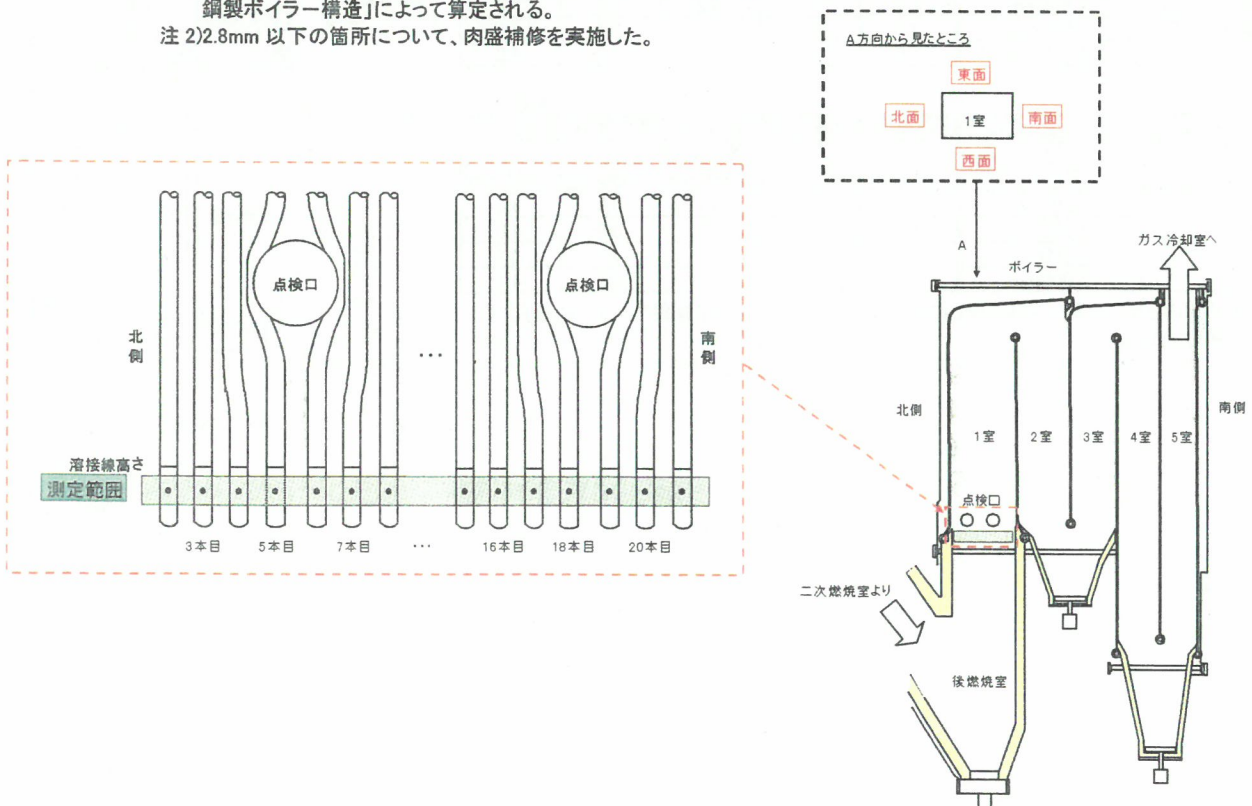 鋼製ボイラー構造」によって算定される。
注 2)2.8mm 以下の箇所について、肉盛補修を実施した。
A方向から見たところ
東面
北面
1室
南面
西面
A
ボイラー
ガス冷却室へ
北側
南側
1室
2室
3室
4室
5室
点検口
二次燃焼室より
後燃焼室
点検口
点検口
北側
…
南側
溶接線高さ
測定範囲
3本目
5本目
7本目
…
16本目
18本目
20本目